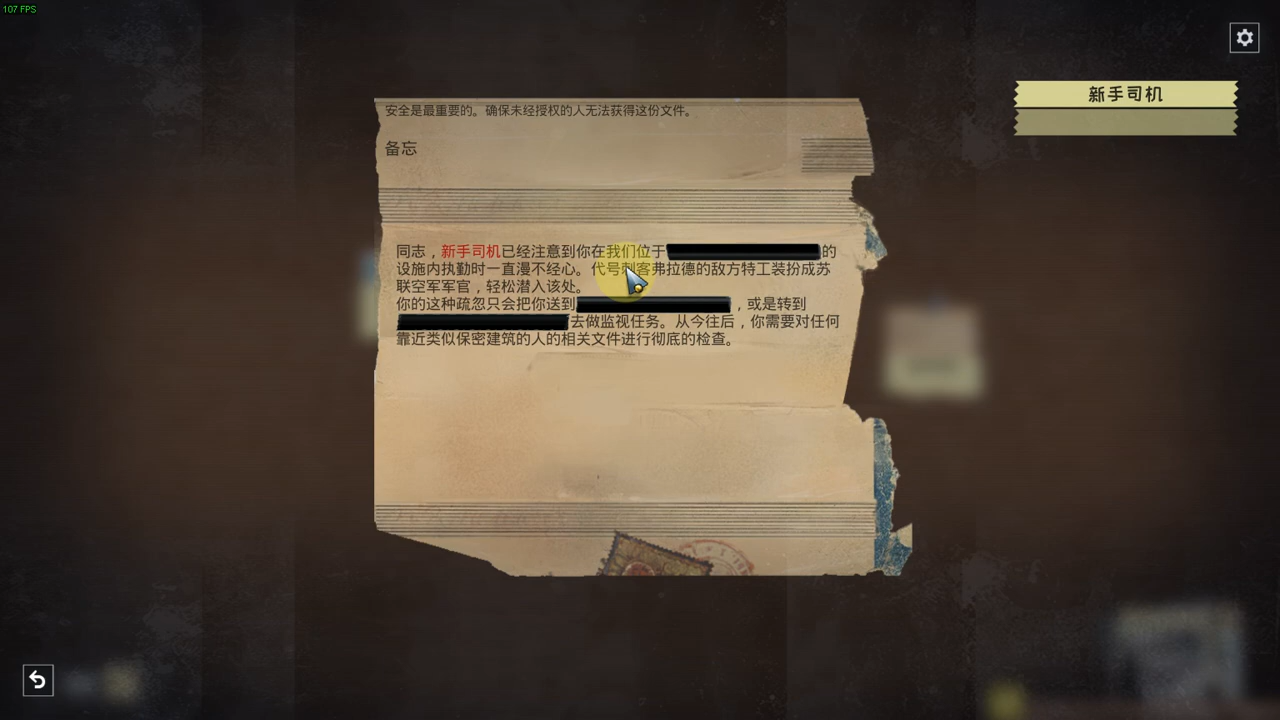 107 FPS
新手司机
安全是最重要的。确保未经授权的人无法获得这份文件。
备忘
同志，新手司机已经注意到你在我们位于的
设施内执勤时一直漫不经心。代号刺客弗拉德的敌方特工装扮成苏
联空军军官，轻松潜入该处。
你的这种疏忽只会把你送到，或是转到
去做监视任务。从今往后，你需要对任何
靠近类似保密建筑的人的相关文件进行彻底的检查。